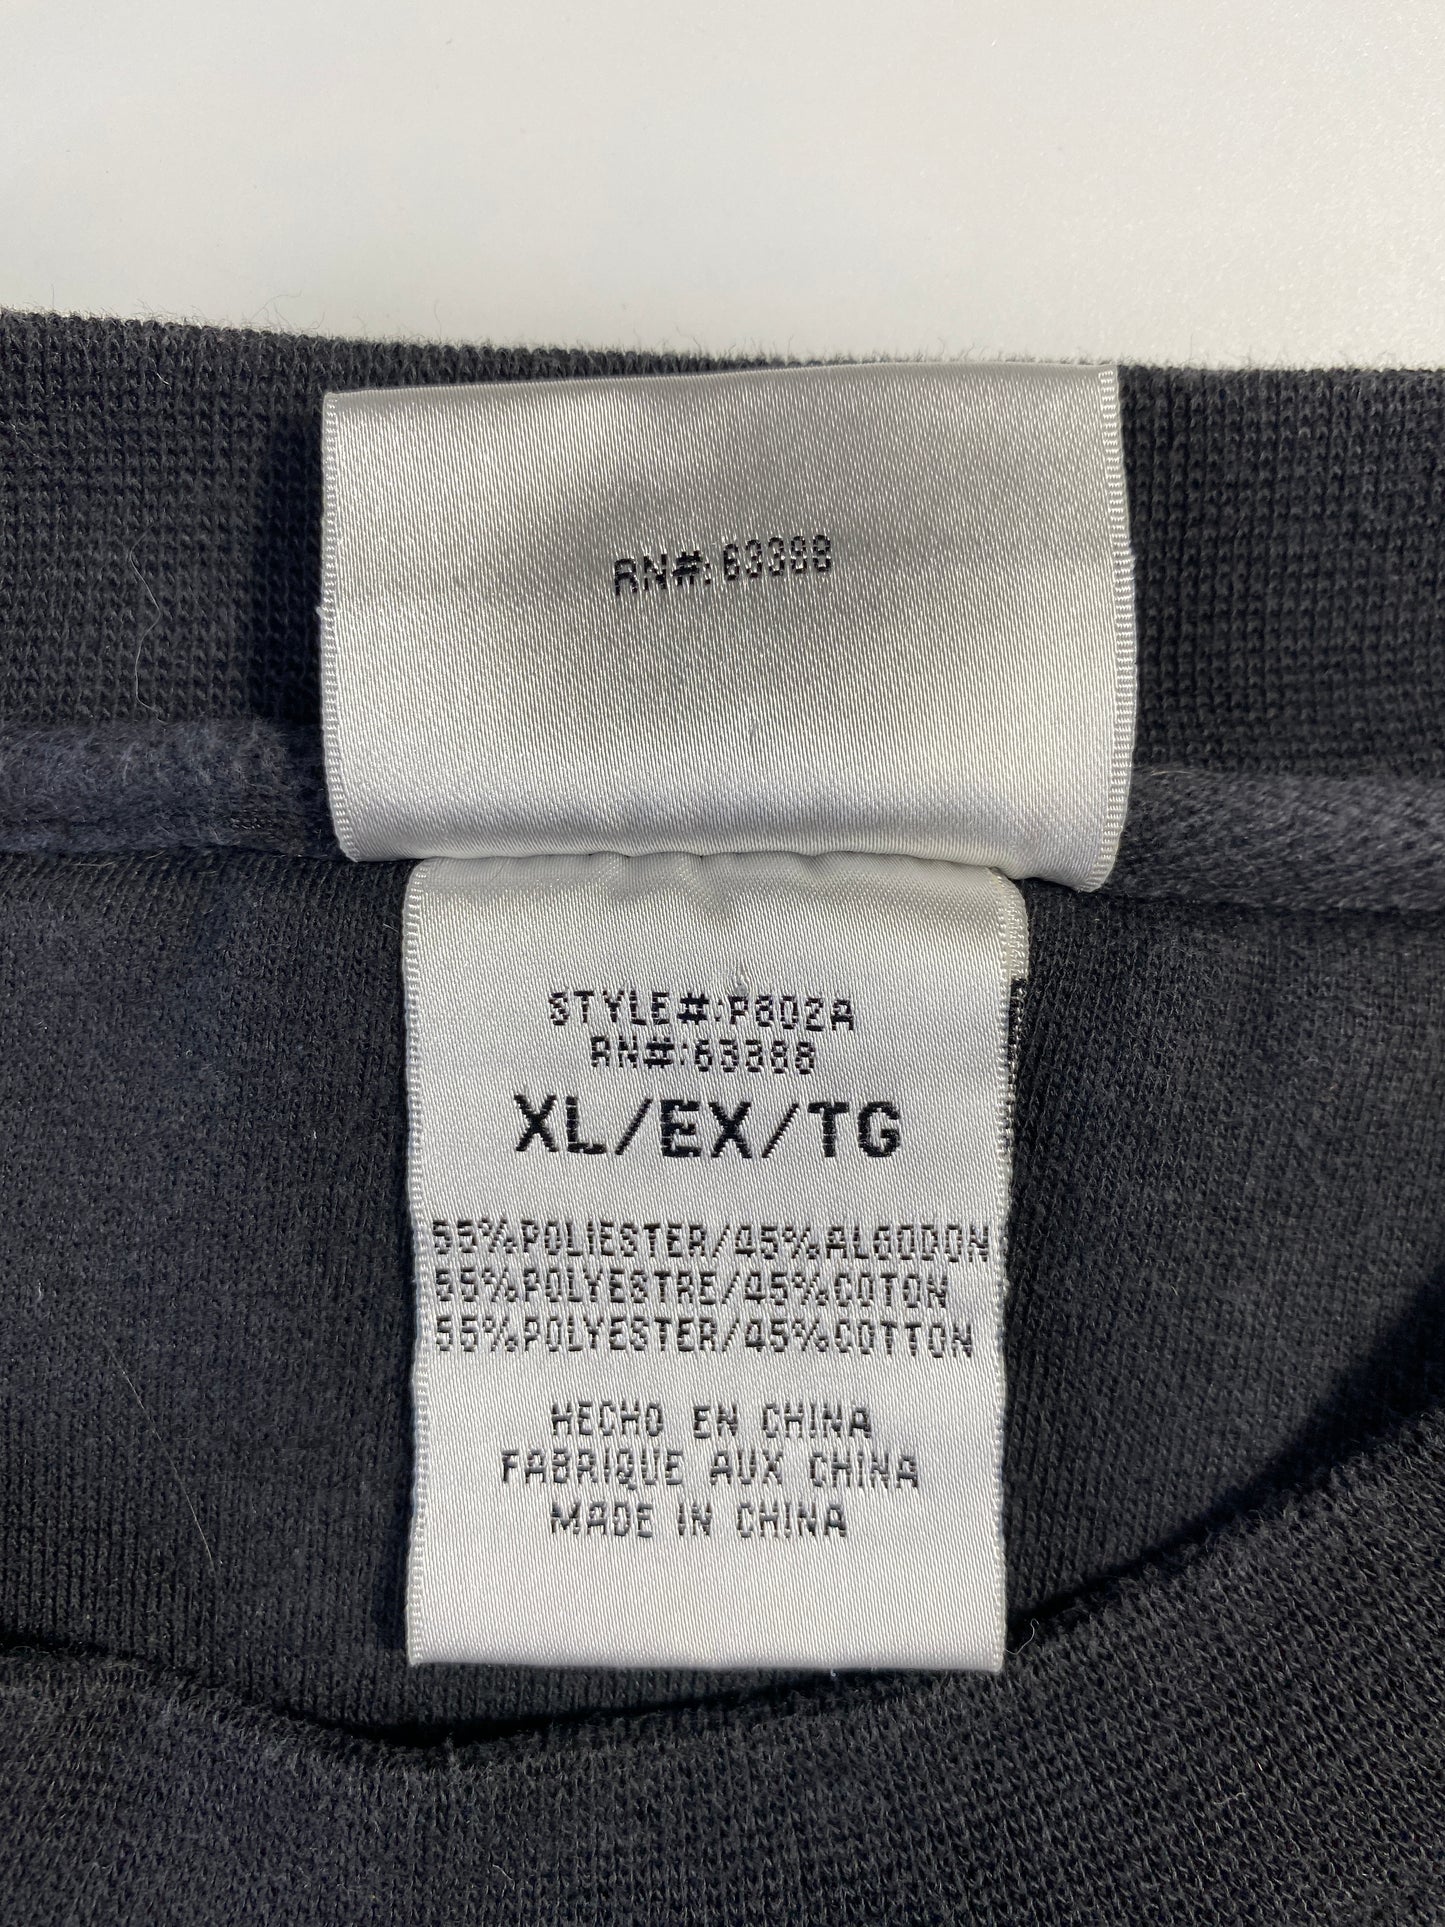 RN#:63388
STYLE#:P802A
RN#:63388
XL/EX/TG
55%POLIESTER/45%ALGODON
55%POLYESTRE/45%COTON
55%POLYESTER/45%COTTON
HECHO EN CHINA
FABRIQUE AUX CHINA
MADE IN CHINA